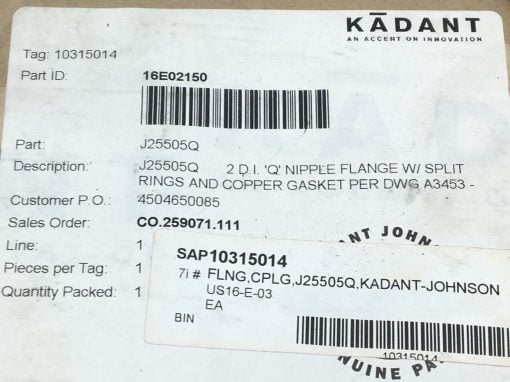 KADANT
AN ACCENT ON INNOVATION
Tag: 10315014
Part ID: 16E02150
Part: J25505Q
Description: J25505Q 2 D.I. 'Q' NIPPLE FLANGE W/ SPLIT
RINGS AND COPPER GASKET PER DWG A3453 -
Customer P.O.: 4504650085
Sales Order: CO.259071.111
Line: 1
Pieces per Tag: 1
Quantity Packed: 1
NT JOHN
SAP10315014
7i # FLNG,CPLG,J25505Q,KADANT-JOHNSON
US16-E-03
EA
BIN
10315014
NUINE PA